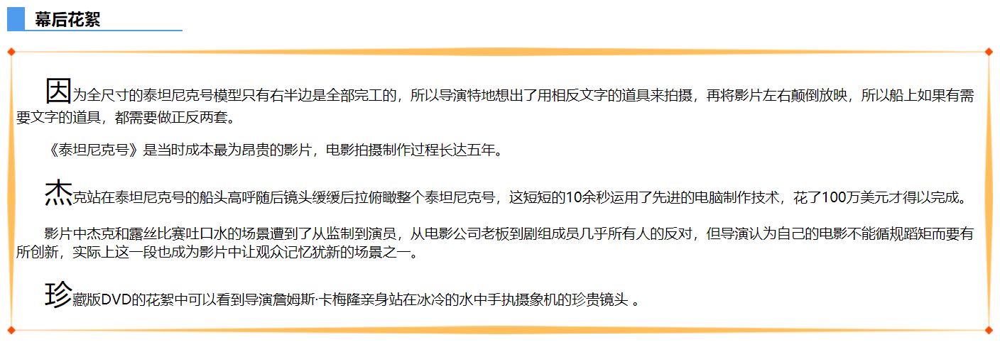 幕后花絮
因为全尺寸的泰坦尼克号模型只有右半边是全部完工的，所以导演特地想出了用相反文字的道具来拍摄，再将影片左右颠倒放映，所以船上如果有需
要文字的道具，都需要做正反两套。
《泰坦尼克号》是当时成本最为昂贵的影片，电影拍摄制作过程长达五年。
杰克站在泰坦尼克号的船头高呼随后镜头缓缓后拉俯瞰整个泰坦尼克号，这短短的10余秒运用了先进的电脑制作技术，花了100万美元才得以完成。
影片中杰克和露丝比赛吐口水的场景遭到了从监制到演员，从电影公司老板到剧组成员几乎所有人的反对，但导演认为自己的电影不能循规蹈矩而要有
所创新，实际上这一段也成为影片中让观众记忆犹新的场景之一。
珍藏版DVD的花絮中可以看到导演詹姆斯·卡梅隆亲身站在冰冷的水中手执摄象机的珍贵镜头 。